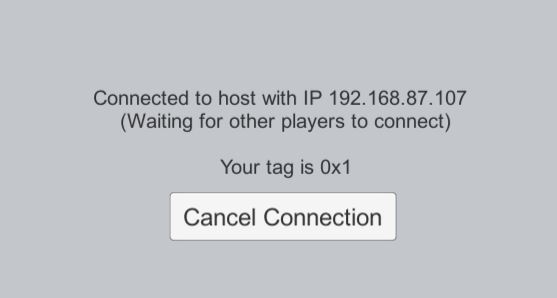 Connected to host with IP 192.168.87.107
(Waiting for other players to connect)
Your tag is 0x1
Cancel Connection